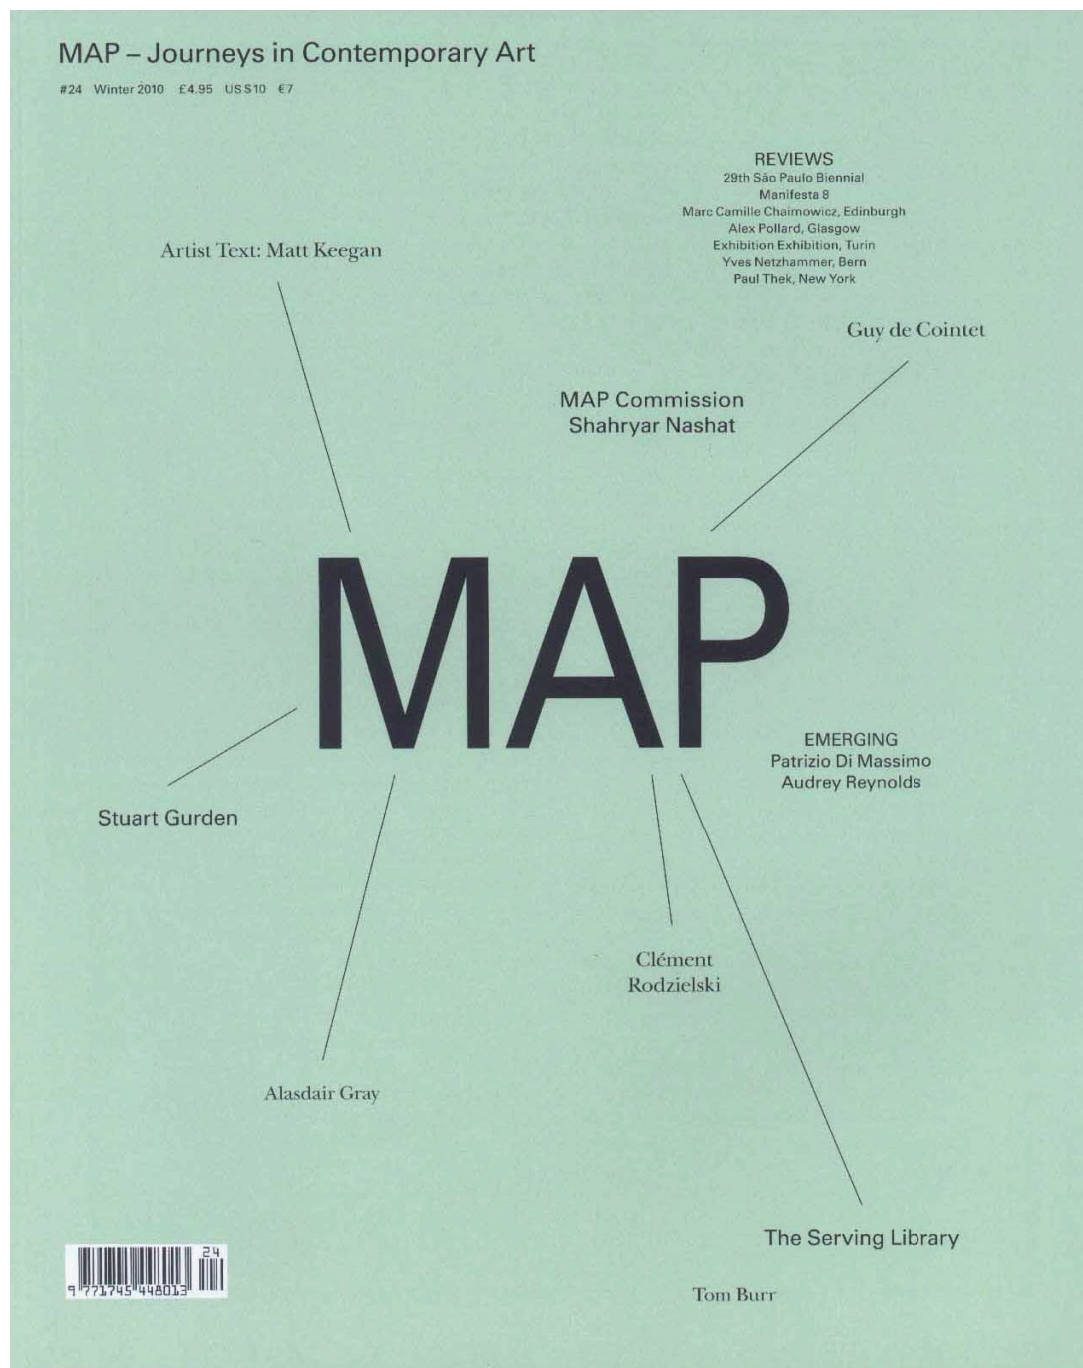 MAP – Journeys in Contemporary Art
#24 Winter 2010 £4.95 US$10 €7
REVIEWS
29th São Paulo Biennial
Manifesta 8
Marc Camille Chaimowicz, Edinburgh
Alex Pollard, Glasgow
Exhibition Exhibition, Turin
Yves Netzhammer, Bern
Paul Thek, New York
Artist Text: Matt Keegan
Guy de Cointet
MAP Commission
Shahryar Nashat
MAP
EMERGING
Patrizio Di Massimo
Audrey Reynolds
Stuart Gurden
Clément
Rodzielski
Alasdair Gray
The Serving Library
24
9 771745 448013
Tom Burr